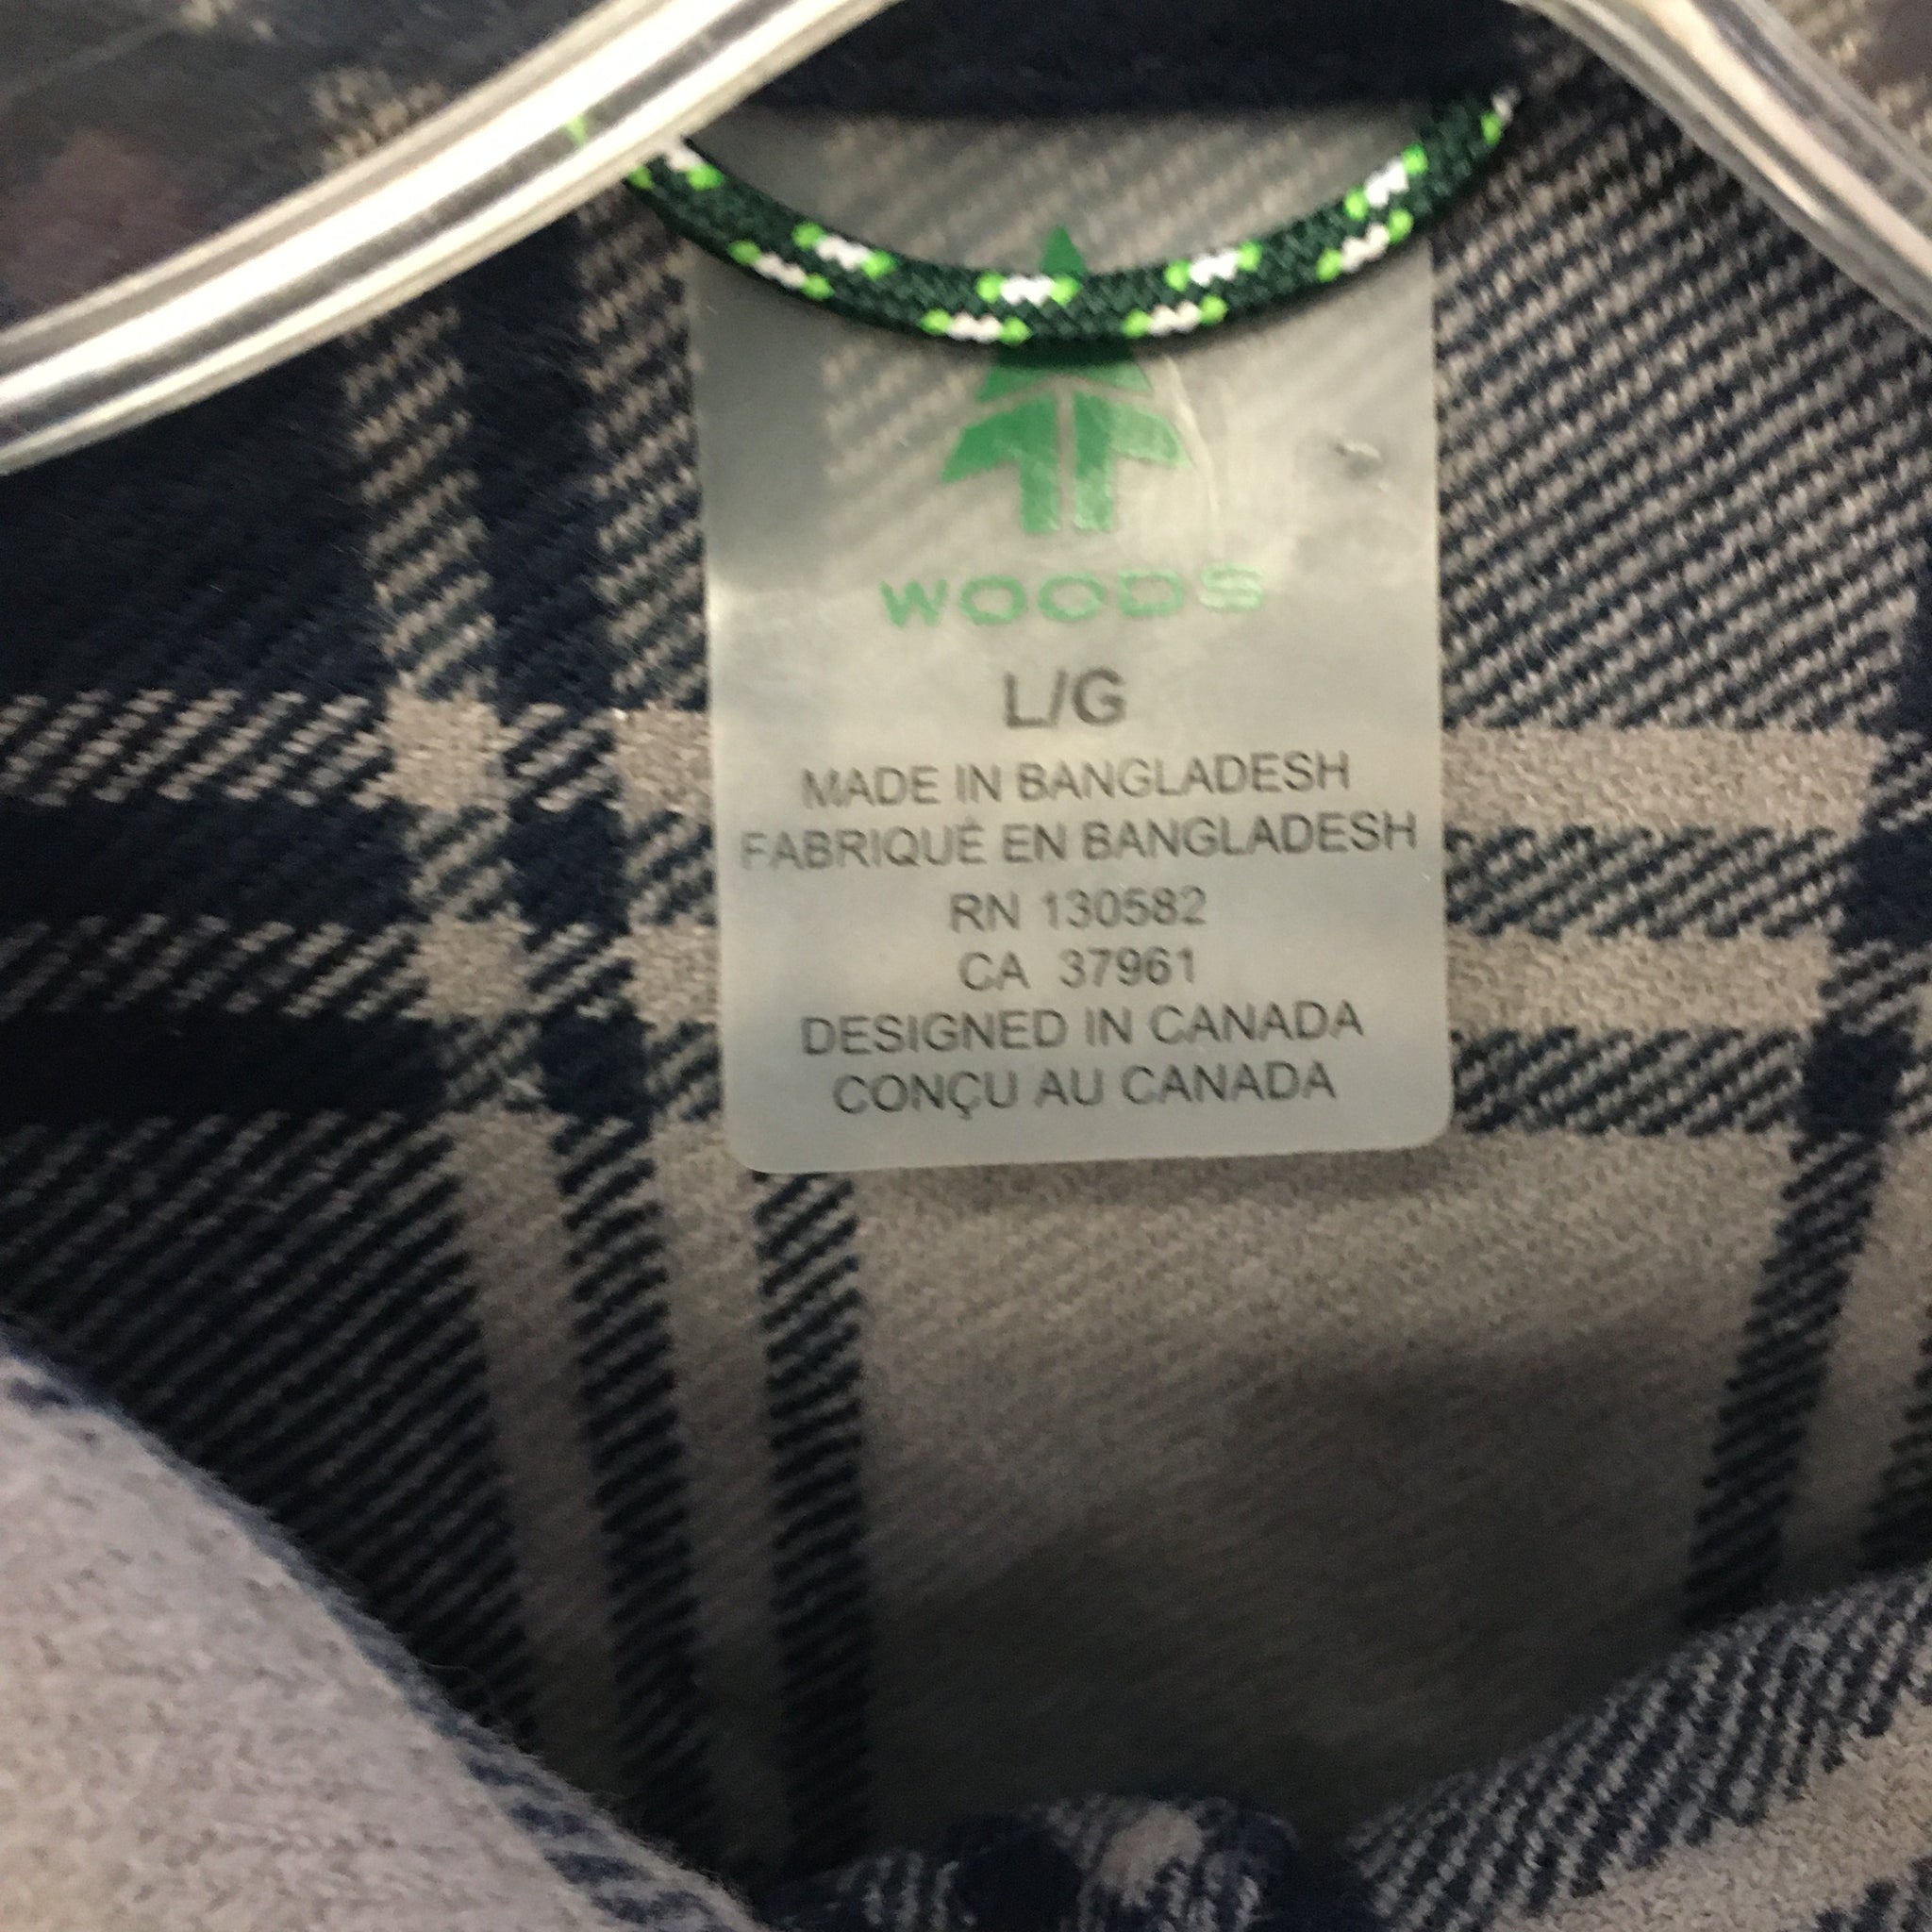 WOODS
L/G
MADE IN BANGLADESH
FABRIQUÉ EN BANGLADESH
RN 130582
CA 37961
DESIGNED IN CANADA
CONÇU AU CANADA